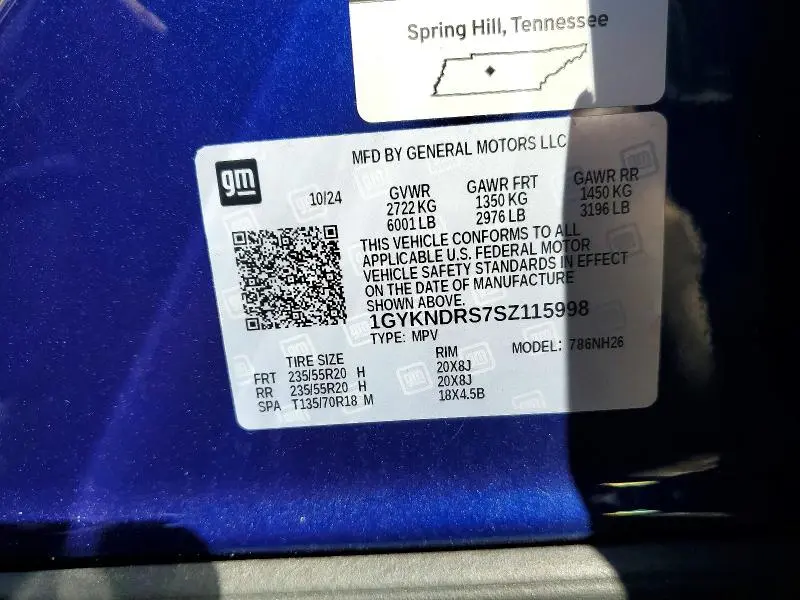 Spring Hill, Tennessee
MFD BY GENERAL MOTORS LLC
gm
10/24
GVWR GAWR FRT GAWR RR
2722 KG 1350 KG 1450 KG
6001 LB 2976 LB 3196 LB
THIS VEHICLE CONFORMS TO ALL
APPLICABLE U.S. FEDERAL MOTOR
VEHICLE SAFETY STANDARDS IN EFFECT
ON THE DATE OF MANUFACTURE
SHOWN ABOVE.
1GYKNDRS7SZ115998
TYPE: MPV MODEL: 786NH26
TIRE SIZE RIM
FRT 235/55R20 H 20X8J
RR 235/55R20 H 20X8J
SPA T135/70R18 M 18X4.5B